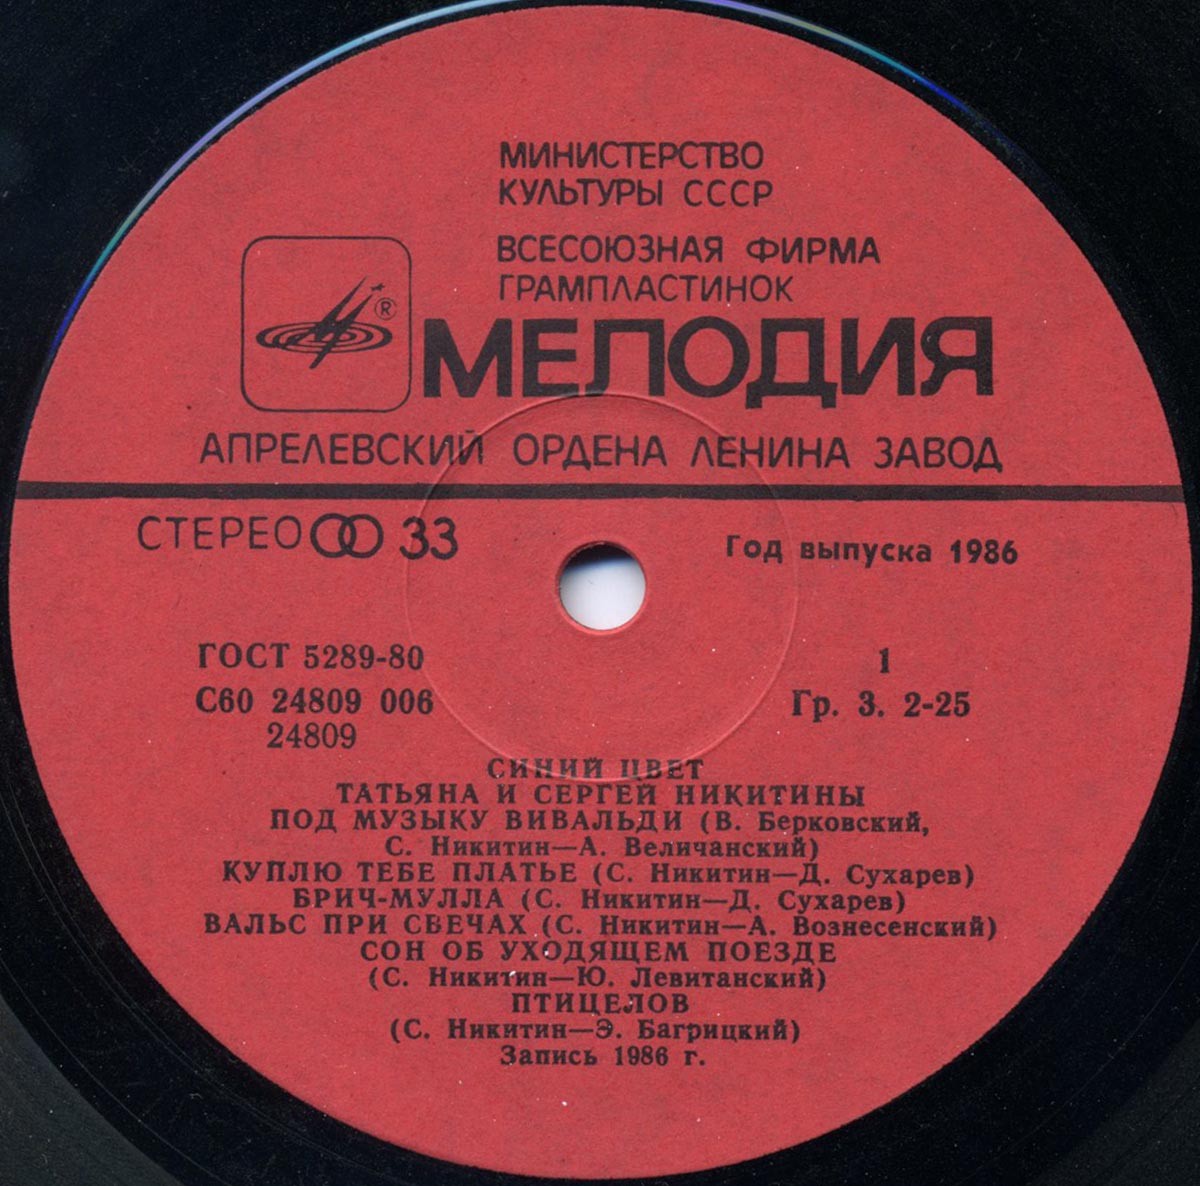 МИНИСТЕРСТВО
КУЛЬТУРЫ СССР
ВСЕСОЮЗНАЯ ФИРМА
ГРАМПЛАСТИНОК
®
МЕЛОДИЯ
АПРЕЛЕВСКИЙ ОРДЕНА ЛЕНИНА ЗАВОД
СТЕРЕО 33
Год выпуска 1986
ГОСТ 5289-80
1
С60 24809 006
Гр. 3. 2-25
24809
СИНИЙ ЦВЕТ
ТАТЬЯНА И СЕРГЕЙ НИКИТИНЫ
ПОД МУЗЫКУ ВИВАЛЬДИ (В. Берковский,
С. Никитин—А. Величанский)
КУПЛЮ ТЕБЕ ПЛАТЬЕ (С. Никитин—Д. Сухарев)
БРИЧ-МУЛЛА (С. Никитин—Д. Сухарев)
ВАЛЬС ПРИ СВЕЧАХ (С. Никитин—А. Вознесенский)
СОН ОБ УХОДЯЩЕМ ПОЕЗДЕ
(С. Никитин—Ю. Левитанский)
ПТИЦЕЛОВ
(С. Никитин—Э. Багрицкий)
Запись 1986 г.